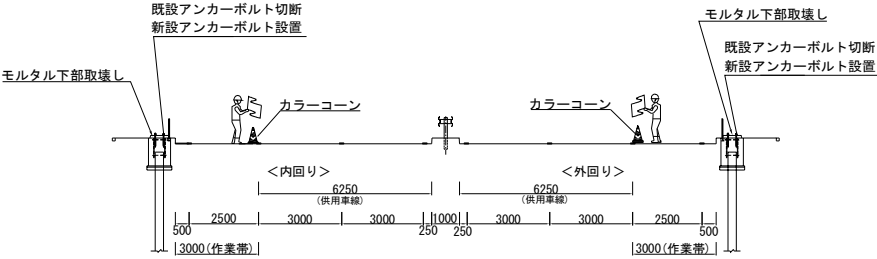 既設アンカーボルト切断
新設アンカーボルト設置
モルタル下部取壊し
モルタル下部取壊し
既設アンカーボルト切断
新設アンカーボルト設置
カラーコーン
カラーコーン
<内回り>
<外回り>
6250
(供用車線)
6250
(供用車線)
500
2500
3000
3000
250
1000
250
3000
3000
2500
500
3000(作業帯)
3000(作業帯)